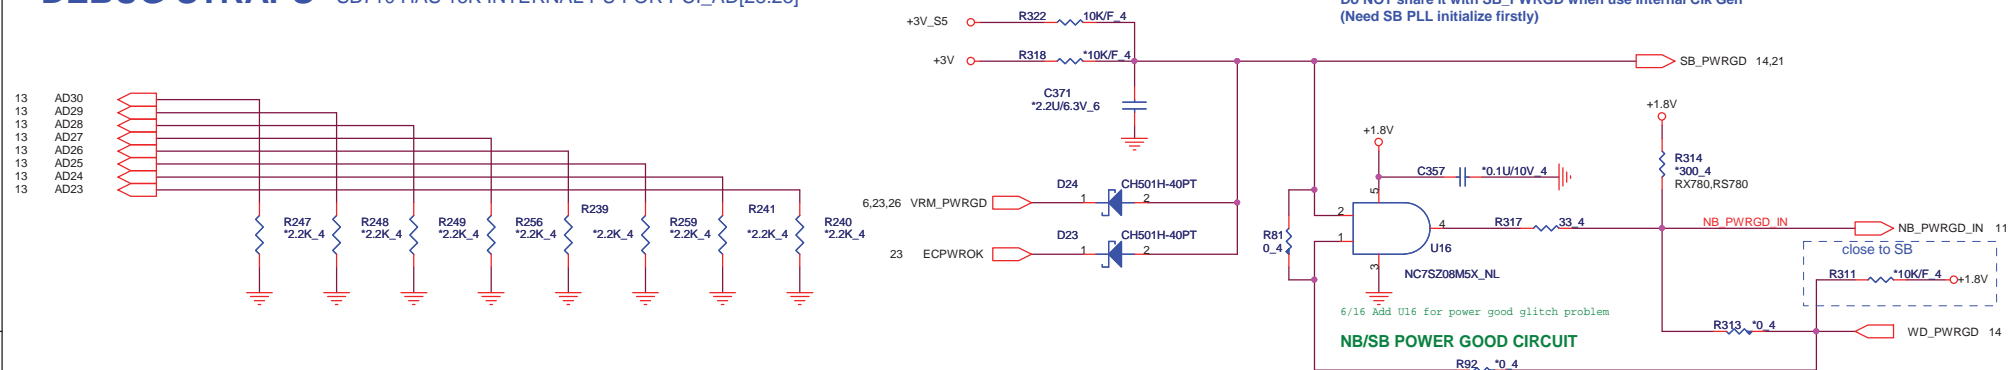 +3V_S5
R322
10K/F_4
(Need SB PLL initialize firstly)
+3V
R318
*10K/F_4
SB_PWRGD 14,21
C371
*2.2U/6.3V_6
13 AD30
13 AD29
13 AD28
13 AD27
13 AD26
13 AD25
13 AD24
13 AD23
+1.8V
+1.8V
R314
*300_4
RX780,RS780
C357
*0.1U/10V_4
5
D24
CH501H-40PT
6,23,26 VRM_PWRGD
1
2
R247
*2.2K_4
R248
*2.2K_4
R249
*2.2K_4
R256
*2.2K_4
R239
*2.2K_4
R259
*2.2K_4
R241
*2.2K_4
R240
*2.2K_4
2
1
4
R317
33_4
NB_PWRGD_IN
NB_PWRGD_IN 11
D23
CH501H-40PT
23 ECPWROK
1
2
R81
0_4
U16
3
NC7SZ08M5X_NL
close to SB
R311
*10K/F_4
+1.8V
6/16 Add U16 for power good glitch problem
NB/SB POWER GOOD CIRCUIT
R313
*0_4
WD_PWRGD 14
R92
*0_4